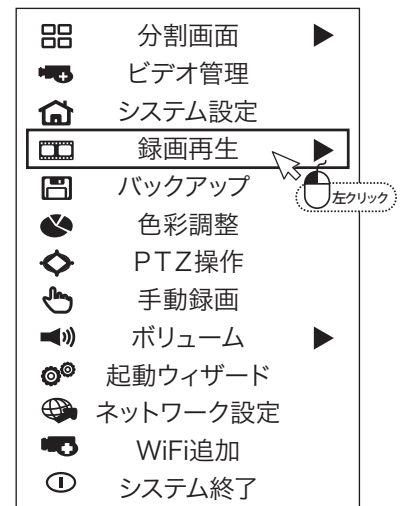 分割画面
ビデオ管理
システム設定
録画再生
バックアップ
左クリック
色彩調整
PTZ操作
手動録画
ボリューム
起動ウィザード
ネットワーク設定
WiFi追加
システム終了